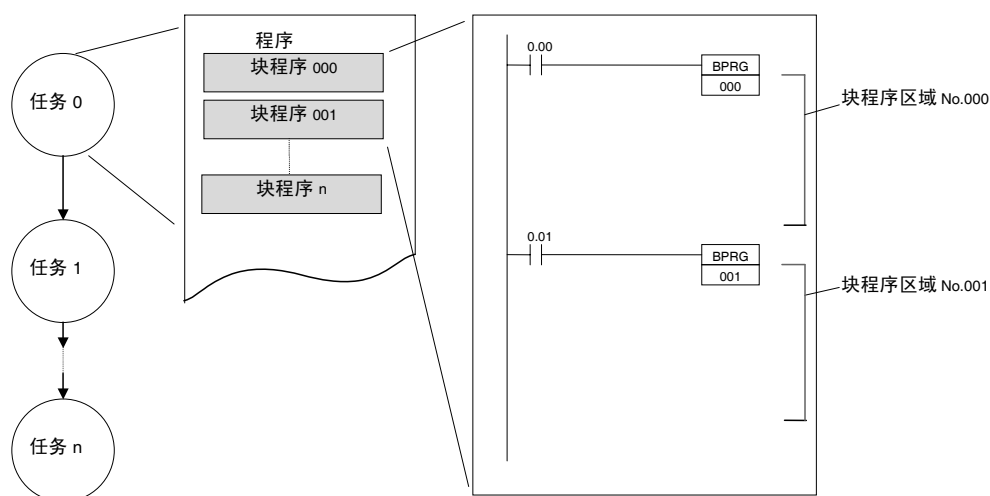 任务 0
任务 1
任务 n
程序
块程序 000
块程序 001
块程序 n
0.00
BPRG
000
块程序区域 No.000
0.01
BPRG
001
块程序区域 No.001